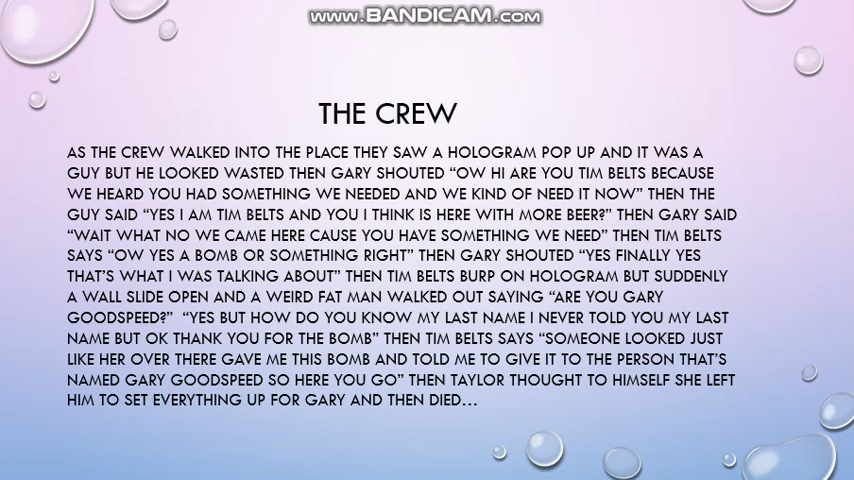 WWW.BANDICAM.COM
THE CREW
AS THE CREW WALKED INTO THE PLACE THEY SAW A HOLOGRAM POP UP AND IT WAS A
GUY BUT HE LOOKED WASTED THEN GARY SHOUTED “OW HI ARE YOU TIM BELTS BECAUSE
WE HEARD YOU HAD SOMETHING WE NEEDED AND WE KIND OF NEED IT NOW” THEN THE
GUY SAID “YES I AM TIM BELTS AND YOU I THINK IS HERE WITH MORE BEER?” THEN GARY SAID
“WAIT WHAT NO WE CAME HERE CAUSE YOU HAVE SOMETHING WE NEED” THEN TIM BELTS
SAYS “OW YES A BOMB OR SOMETHING RIGHT” THEN GARY SHOUTED “YES FINALLY YES
THAT’S WHAT I WAS TALKING ABOUT” THEN TIM BELTS BURP ON HOLOGRAM BUT SUDDENLY
A WALL SLIDE OPEN AND A WEIRD FAT MAN WALKED OUT SAYING “ARE YOU GARY
GOODSPEED?” “YES BUT HOW DO YOU KNOW MY LAST NAME I NEVER TOLD YOU MY LAST
NAME BUT OK THANK YOU FOR THE BOMB” THEN TIM BELTS SAYS “SOMEONE LOOKED JUST
LIKE HER OVER THERE GAVE ME THIS BOMB AND TOLD ME TO GIVE IT TO THE PERSON THAT’S
NAMED GARY GOODSPEED SO HERE YOU GO” THEN TAYLOR THOUGHT TO HIMSELF SHE LEFT
HIM TO SET EVERYTHING UP FOR GARY AND THEN DIED…